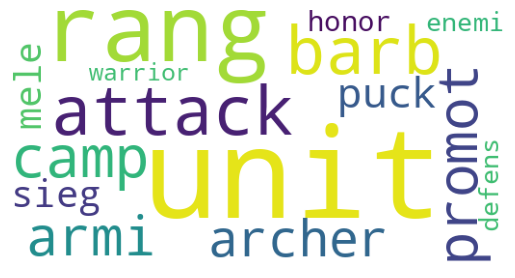 rang
honor
enemi
barb
warrior
mele
puck
attack
promot
camp
unit
defens
sieg
armi
archer